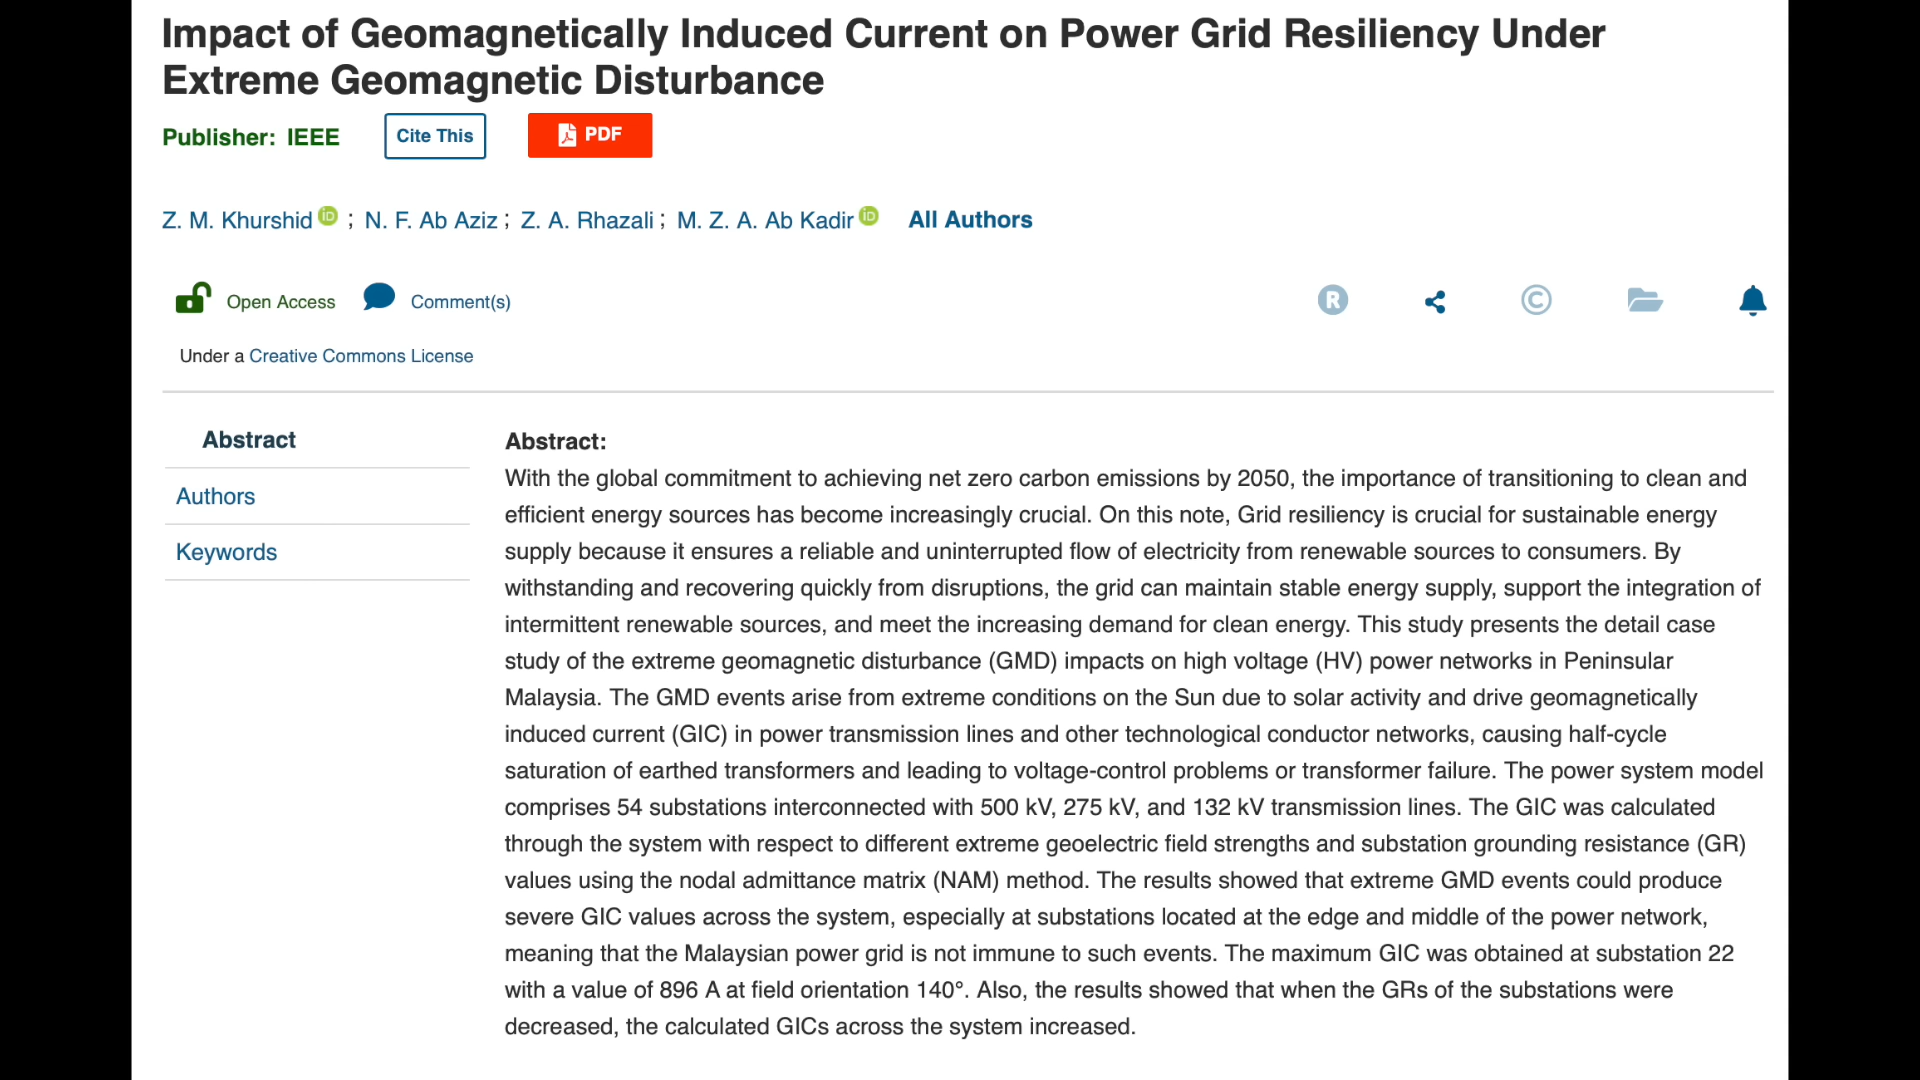 Impact of Geomagnetically Induced Current on Power Grid Resiliency Under
Extreme Geomagnetic Disturbance
Publisher: IEEE
Cite This
PDF
Z. M. Khurshid iD ; N. F. Ab Aziz ; Z. A. Rhazali ; M. Z. A. Ab Kadir iD All Authors
Open Access
Comment(s)
R
©
Under a Creative Commons License
Abstract
Authors
Keywords
Abstract:
With the global commitment to achieving net zero carbon emissions by 2050, the importance of transitioning to clean and
efficient energy sources has become increasingly crucial. On this note, Grid resiliency is crucial for sustainable energy
supply because it ensures a reliable and uninterrupted flow of electricity from renewable sources to consumers. By
withstanding and recovering quickly from disruptions, the grid can maintain stable energy supply, support the integration of
intermittent renewable sources, and meet the increasing demand for clean energy. This study presents the detail case
study of the extreme geomagnetic disturbance (GMD) impacts on high voltage (HV) power networks in Peninsular
Malaysia. The GMD events arise from extreme conditions on the Sun due to solar activity and drive geomagnetically
induced current (GIC) in power transmission lines and other technological conductor networks, causing half-cycle
saturation of earthed transformers and leading to voltage-control problems or transformer failure. The power system model
comprises 54 substations interconnected with 500 kV, 275 kV, and 132 kV transmission lines. The GIC was calculated
through the system with respect to different extreme geoelectric field strengths and substation grounding resistance (GR)
values using the nodal admittance matrix (NAM) method. The results showed that extreme GMD events could produce
severe GIC values across the system, especially at substations located at the edge and middle of the power network,
meaning that the Malaysian power grid is not immune to such events. The maximum GIC was obtained at substation 22
with a value of 896 A at field orientation 140°. Also, the results showed that when the GRs of the substations were
decreased, the calculated GICs across the system increased.